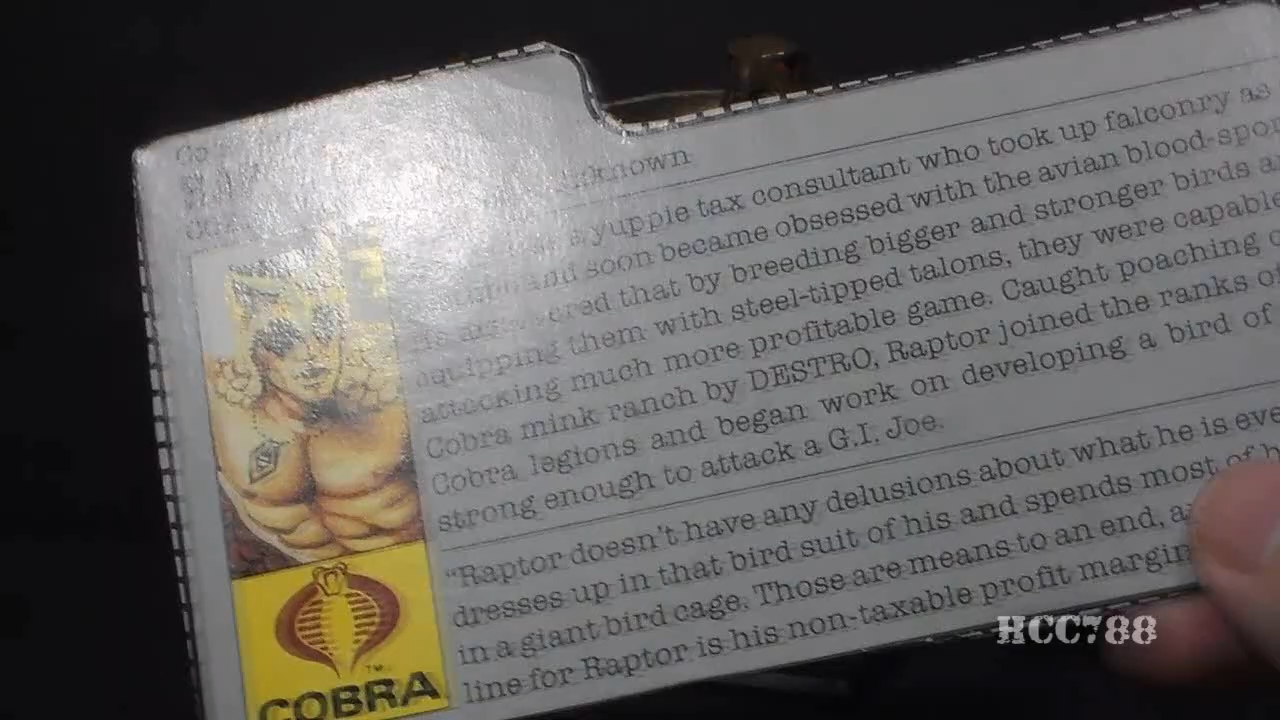 Co
nknown
yuppie tax consultant who took up falconry as
and soon became obsessed with the avian blood-spor
that by breeding bigger and stronger birds a
equipping them with steel-tipped talons, they were capable
attacking much more profitable game. Caught poaching
Cobra mink ranch by DESTRO, Raptor joined the ranks o
Cobra legions and began work on developing a bird of
strong enough to attack a G.I. Joe.
"Raptor doesn't have any delusions about what he is eve
dresses up in that bird suit of his and spends most of h
in a giant bird cage. Those are means to an end, a
line for Raptor is his non-taxable profit margin
TM
COBRA
HCC788